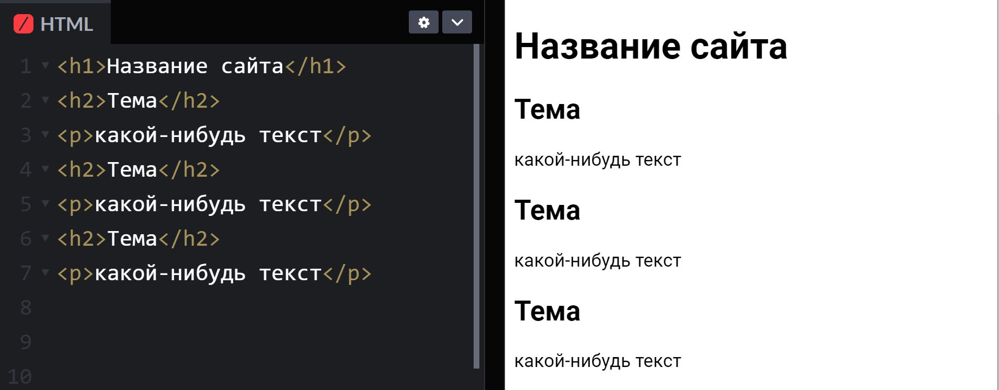 HTML
1 <h1>Название сайта</h1>
2 <h2>Тема</h2>
3 <p>какой-нибудь текст</p>
4 <h2>Тема</h2>
5 <p>какой-нибудь текст</p>
6 <h2>Тема</h2>
7 <p>какой-нибудь текст</p>
8
9
10
Название сайта
Тема
какой-нибудь текст
Тема
какой-нибудь текст
Тема
какой-нибудь текст